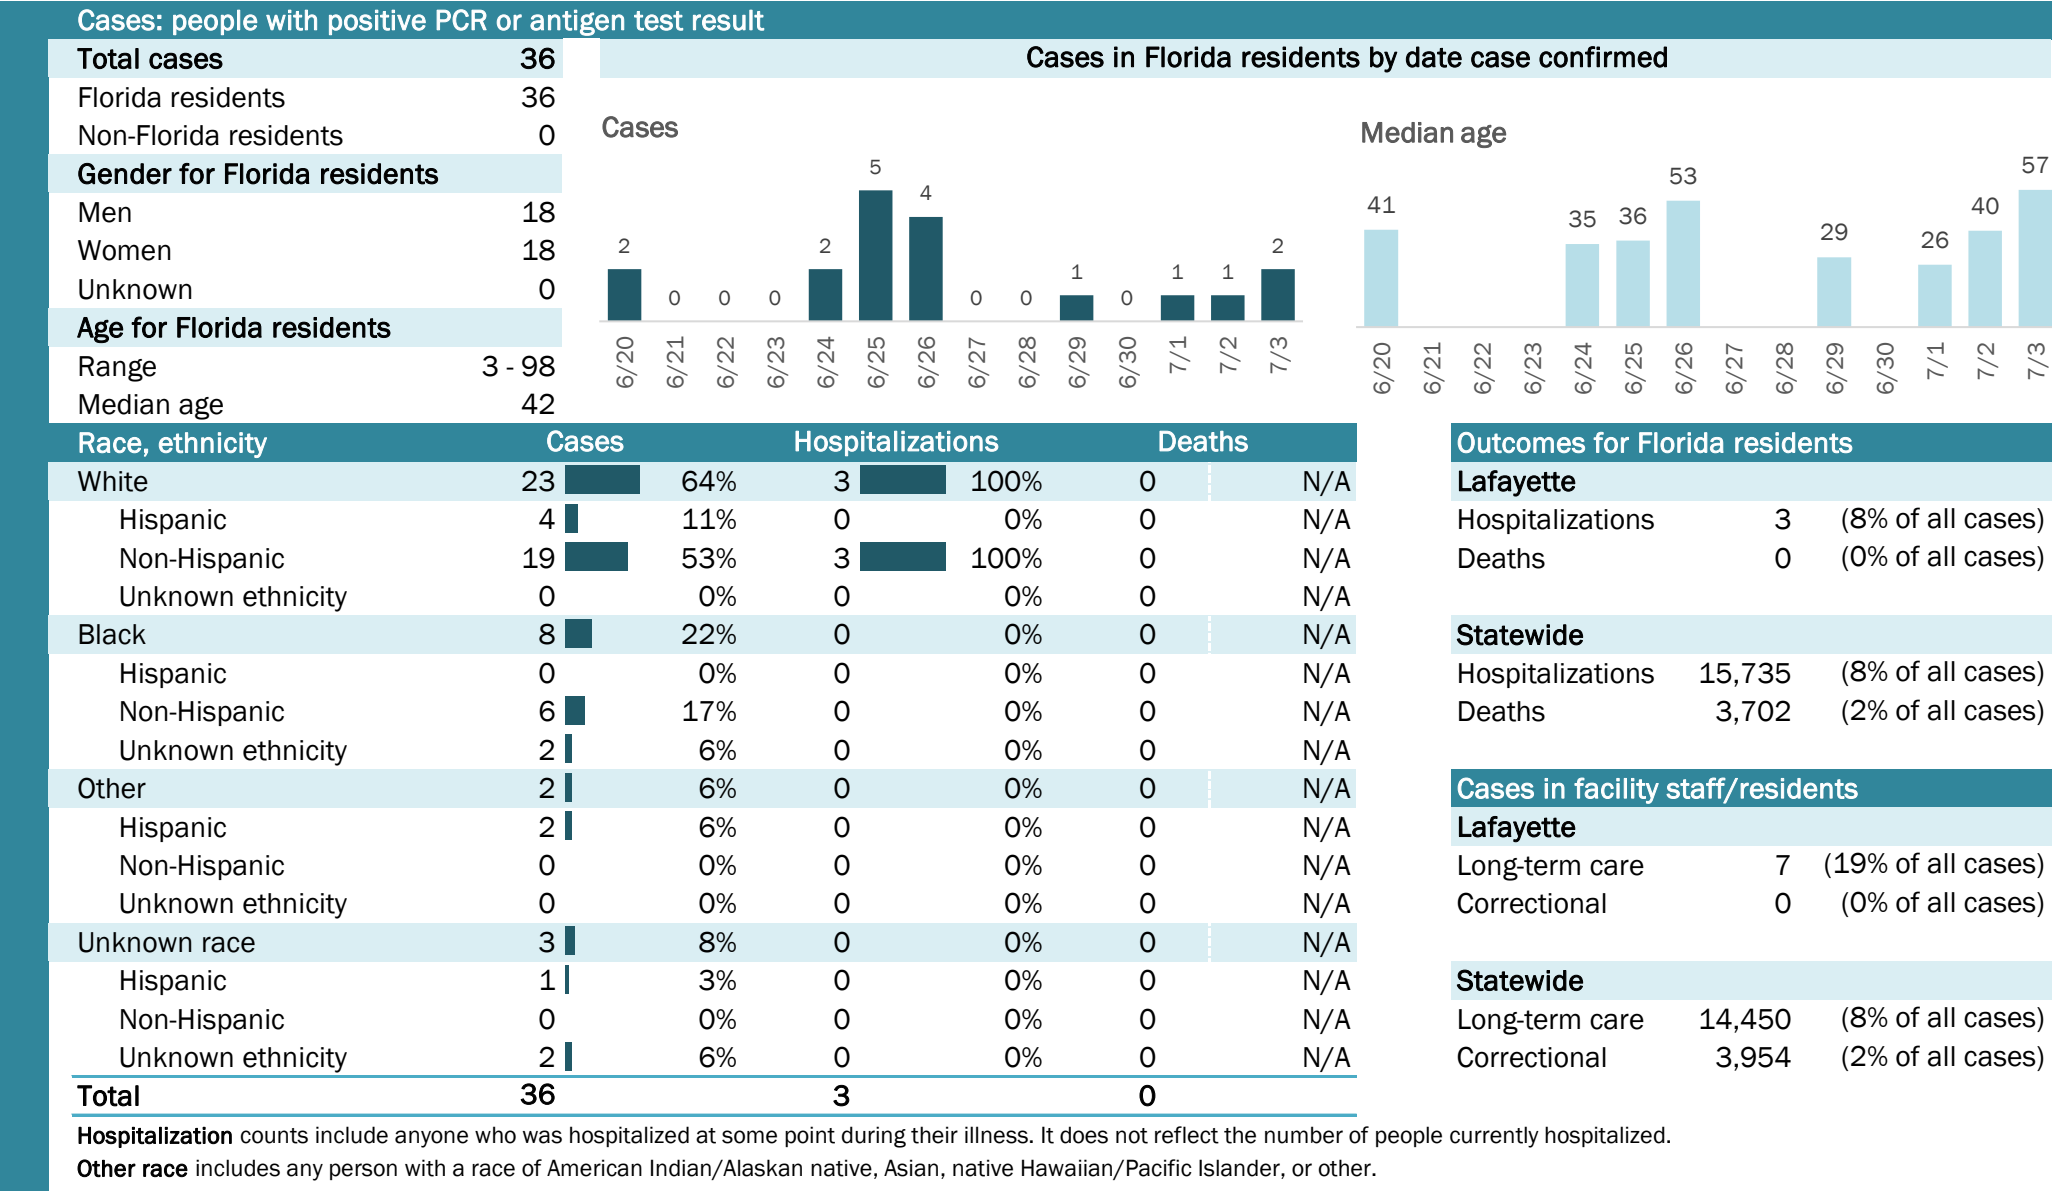 Cases: people with positive PCR or antigen test result
Total cases 36
Florida residents 36
Non-Florida residents 0
Gender for Florida residents
Men 18
Women 18
Unknown 0
Age for Florida residents
Range 3 - 98
Median age 42
Cases in Florida residents by date case confirmed
Cases
2 0 0 0 2 5 4 0 0 1 0 1 1 2
6/20 6/21 6/22 6/23 6/24 6/25 6/26 6/27 6/28 6/29 6/30 7/1 7/2 7/3
Median age
41 35 36 53 29 26 40 57
6/20 6/21 6/22 6/23 6/24 6/25 6/26 6/27 6/28 6/29 6/30 7/1 7/2 7/3
Race, ethnicity Cases Hospitalizations Deaths
White 23 64% 3 100% 0 N/A
Hispanic 4 11% 0 0% 0 N/A
Non-Hispanic 19 53% 3 100% 0 N/A
Unknown ethnicity 0 0% 0 0% 0 N/A
Black 8 22% 0 0% 0 N/A
Hispanic 0 0% 0 0% 0 N/A
Non-Hispanic 6 17% 0 0% 0 N/A
Unknown ethnicity 2 6% 0 0% 0 N/A
Other 2 6% 0 0% 0 N/A
Hispanic 2 6% 0 0% 0 N/A
Non-Hispanic 0 0% 0 0% 0 N/A
Unknown ethnicity 0 0% 0 0% 0 N/A
Unknown race 3 8% 0 0% 0 N/A
Hispanic 1 3% 0 0% 0 N/A
Non-Hispanic 0 0% 0 0% 0 N/A
Unknown ethnicity 2 6% 0 0% 0 N/A
Total 36 3 0
Outcomes for Florida residents
Lafayette
Hospitalizations 3 (8% of all cases)
Deaths 0 (0% of all cases)
Statewide
Hospitalizations 15,735 (8% of all cases)
Deaths 3,702 (2% of all cases)
Cases in facility staff/residents
Lafayette
Long-term care 7 (19% of all cases)
Correctional 0 (0% of all cases)
Statewide
Long-term care 14,450 (8% of all cases)
Correctional 3,954 (2% of all cases)
Hospitalization counts include anyone who was hospitalized at some point during their illness. It does not reflect the number of people currently hospitalized.
Other race includes any person with a race of American Indian/Alaskan native, Asian, native Hawaiian/Pacific Islander, or other.